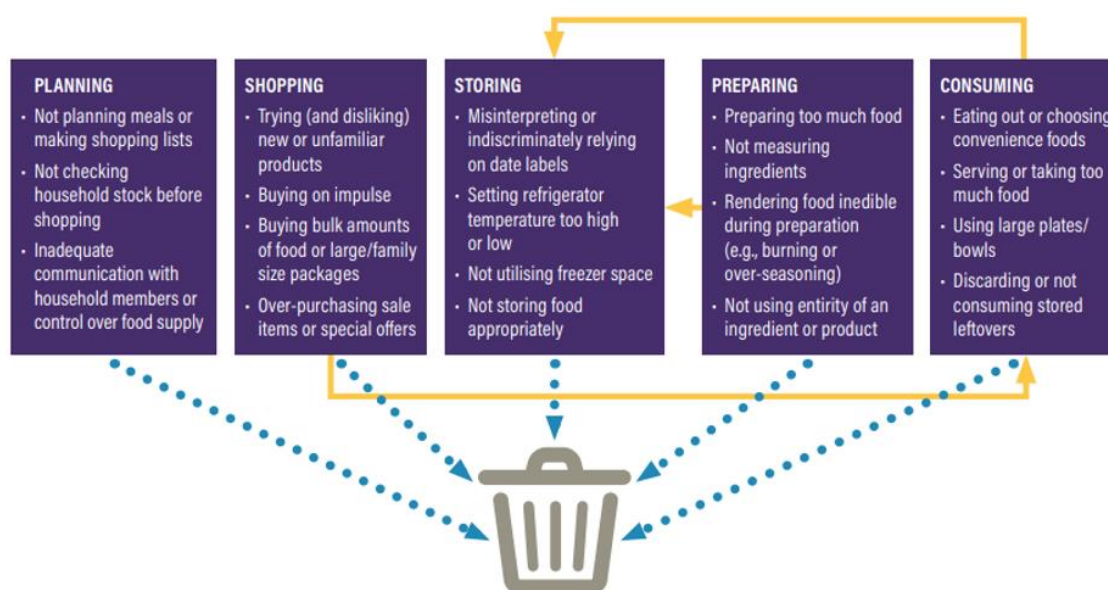 PLANNING
• Not planning meals or
making shopping lists
• Not checking
household stock before
shopping
• Inadequate
communication with
household members or
control over food supply
SHOPPING
• Trying (and disliking)
new or unfamiliar
products
• Buying on impulse
• Buying bulk amounts
of food or large/family
size packages
• Over-purchasing sale
items or special offers
STORING
• Misinterpreting or
indiscriminately relying
on date labels
• Setting refrigerator
temperature too high
or low
• Not utilising freezer space
• Not storing food
appropriately
PREPARING
• Preparing too much food
• Not measuring
ingredients
• Rendering food inedible
during preparation
(e.g., burning or
over-seasoning)
• Not using entirity of an
ingredient or product
CONSUMING
• Eating out or choosing
convenience foods
• Serving or taking too
much food
• Using large plates/
bowls
• Discarding or not
consuming stored
leftovers